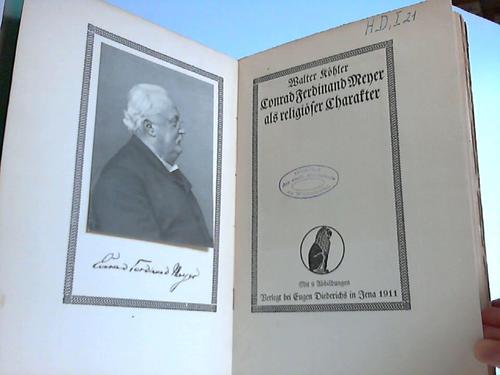 Conrad Ferdinand Meyer
H.D. I 21
Walter Köhler
Conrad Ferdinand Meyer
als religiöser Charakter
Mit 9 Abbildungen
Verlegt bei Eugen Diederichs in Jena 1911